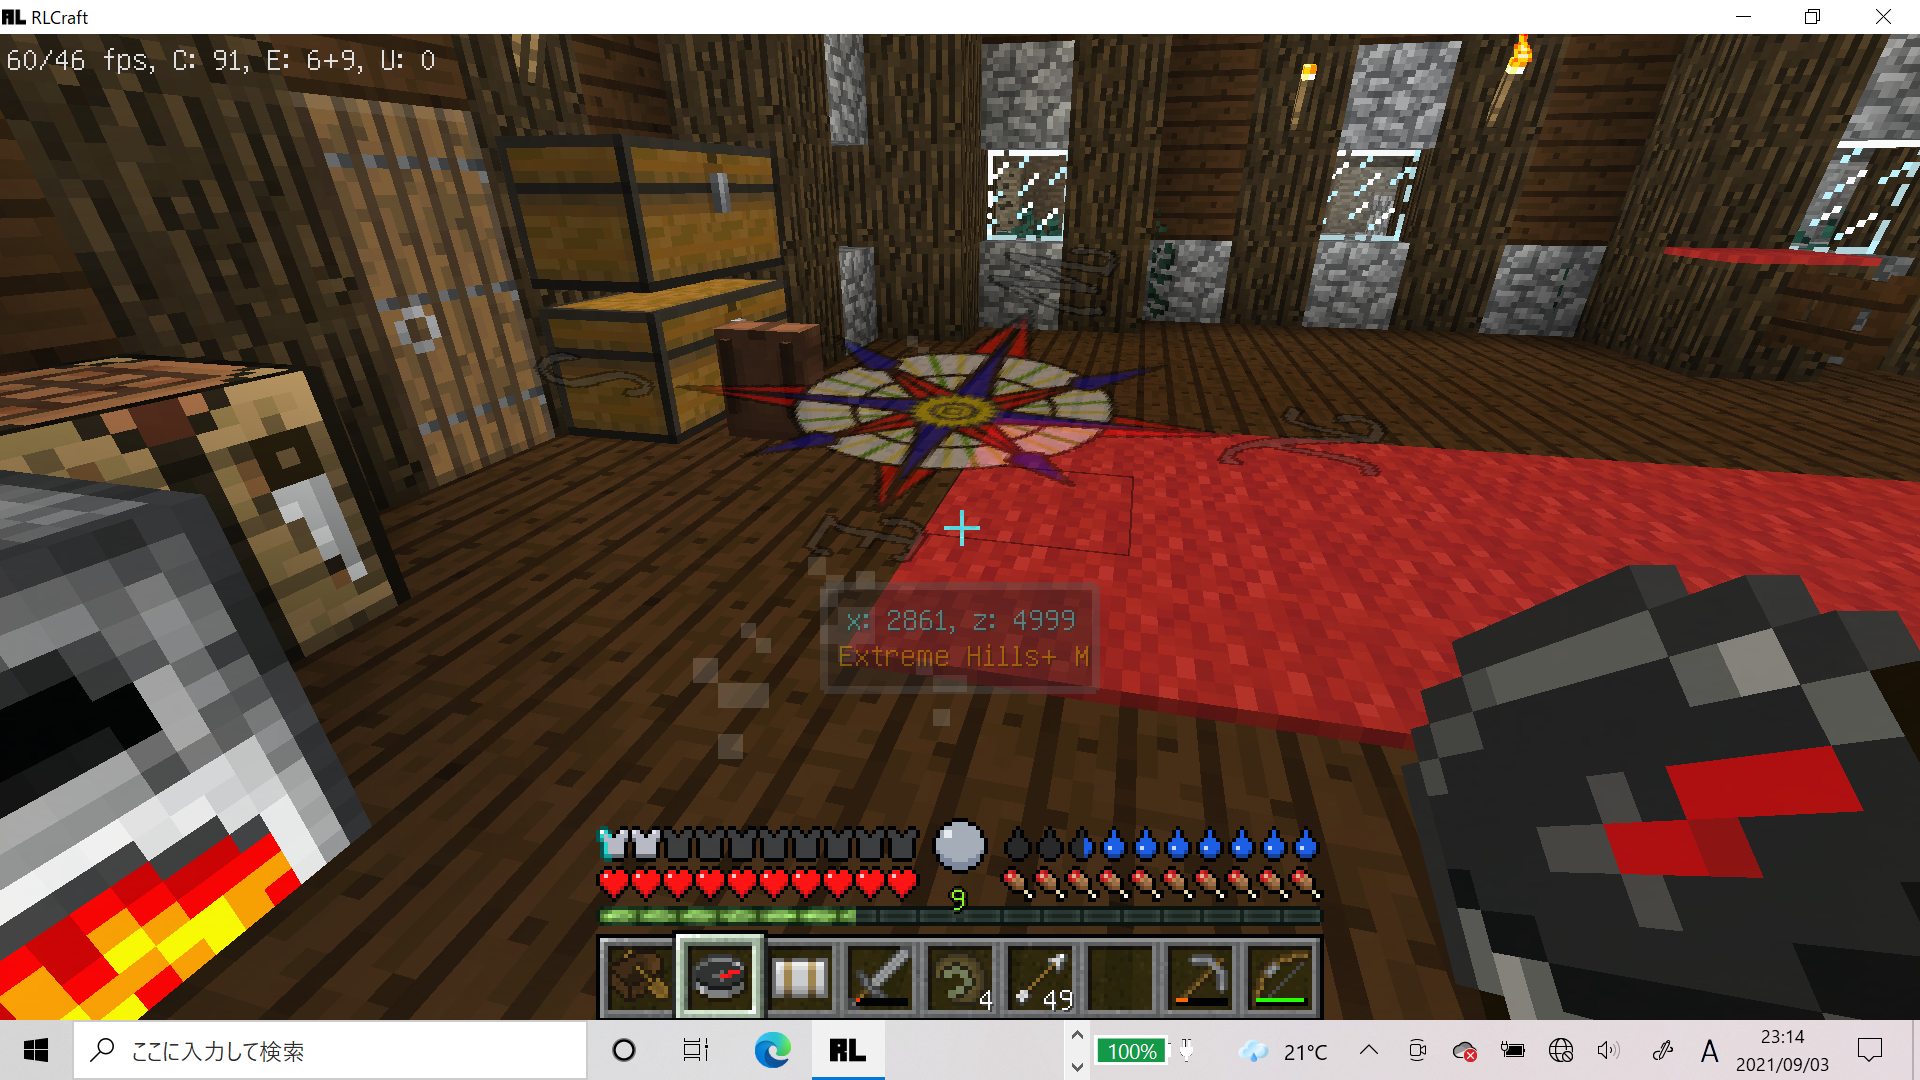 RL RLCraft
60/46 fps, C: 91, E: 6+9, U: 0
N
S
E
x: 2861, z: 4999
Extreme Hills+ M
9
4
49
ここに入力して検索
RL
100%
21°C
A
23:14
2021/09/03